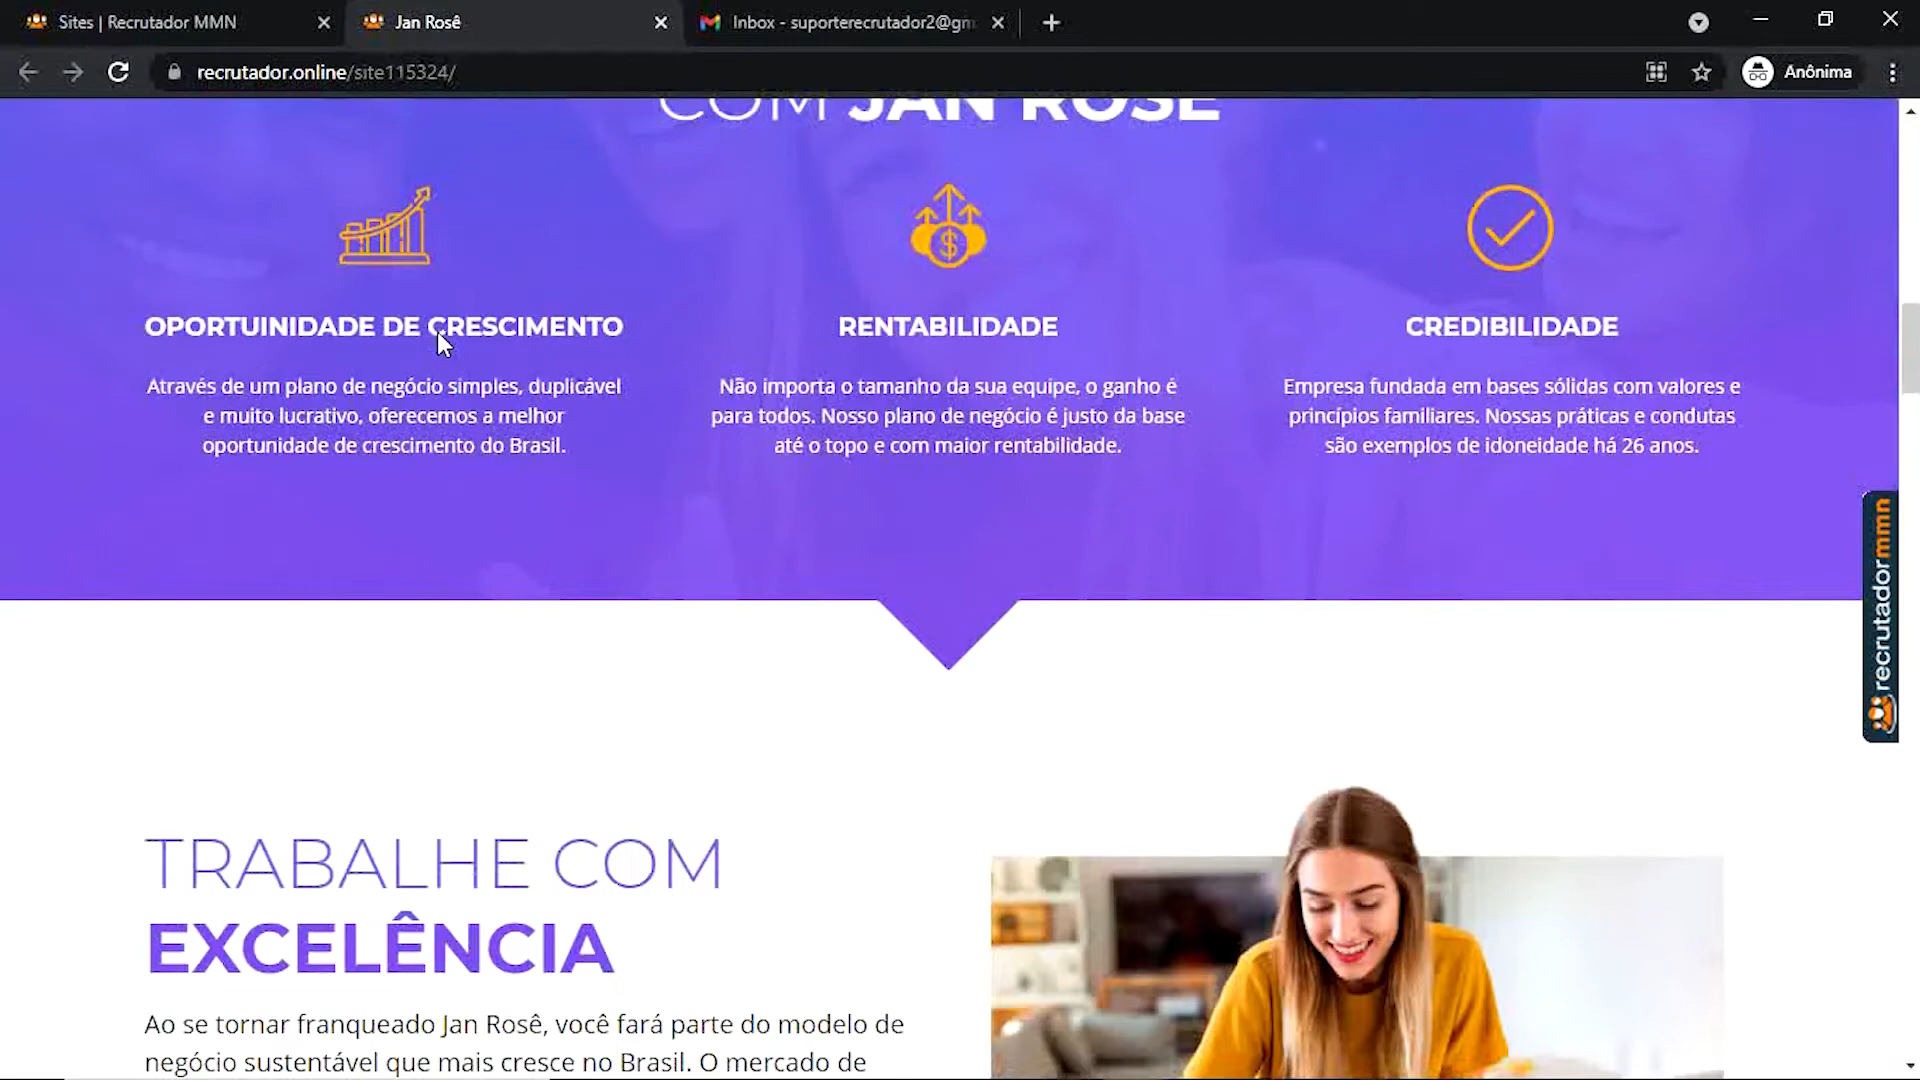 Sites | Recrutador MMN
Jan Rosê
Inbox - suporterecrutador2@gm
recrutador.online/site115324/
Anônima
COM JAN ROSÊ
OPORTUINIDADE DE CRESCIMENTO
Através de um plano de negócio simples, duplicável
e muito lucrativo, oferecemos a melhor
oportunidade de crescimento do Brasil.
RENTABILIDADE
Não importa o tamanho da sua equipe, o ganho é
para todos. Nosso plano de negócio é justo da base
até o topo e com maior rentabilidade.
CREDIBILIDADE
Empresa fundada em bases sólidas com valores e
princípios familiares. Nossas práticas e condutas
são exemplos de idoneidade há 26 anos.
recrutadormmn
TRABALHE COM
EXCELÊNCIA
Ao se tornar franqueado Jan Rosê, você fará parte do modelo de
negócio sustentável que mais cresce no Brasil. O mercado de